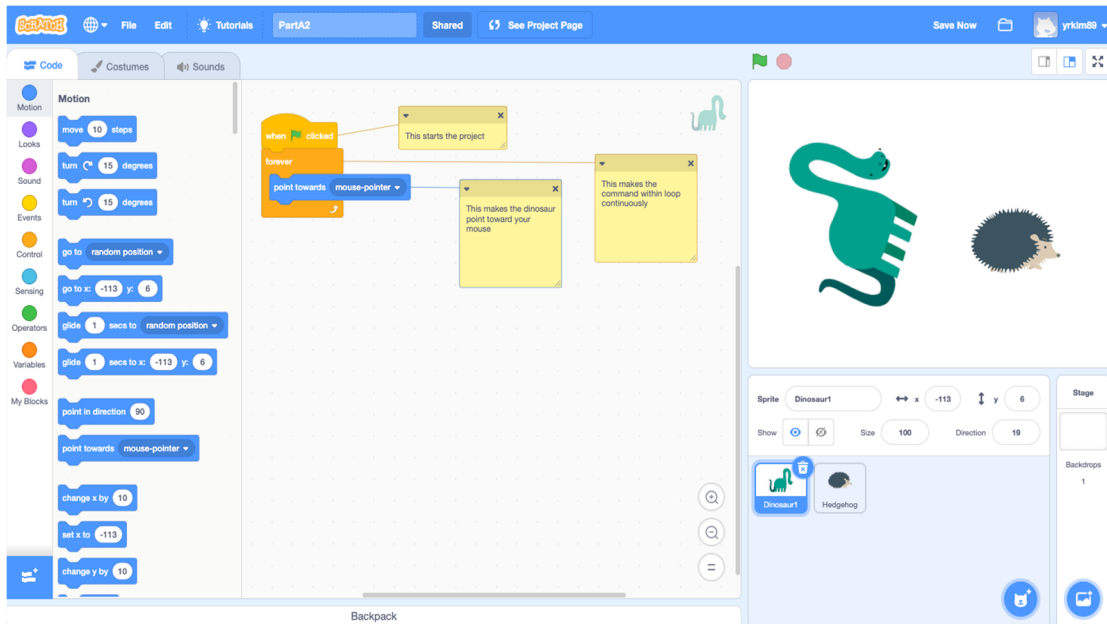 SCRATCH File Edit Tutorials PartA2 Shared See Project Page Save Now yrkim89
Code Costumes Sounds
Motion
Looks
Sound
Events
Control
Sensing
Operators
Variables
My Blocks
Motion
move 10 steps
turn 15 degrees
turn 15 degrees
go to random position
go to x: -113 y: 6
glide 1 secs to random position
glide 1 secs to x: -113 y: 6
point in direction 90
point towards mouse-pointer
change x by 10
set x to -113
change y by 10
when clicked
forever
point towards mouse-pointer
This starts the project
This makes the dinosaur
point toward your
mouse
This makes the
command within loop
continuously
Sprite Dinosaur1 x -113 y 6
Show Size 100 Direction 19
Dinosaur1 Hedgehog
Stage
Backdrops
1
Backpack